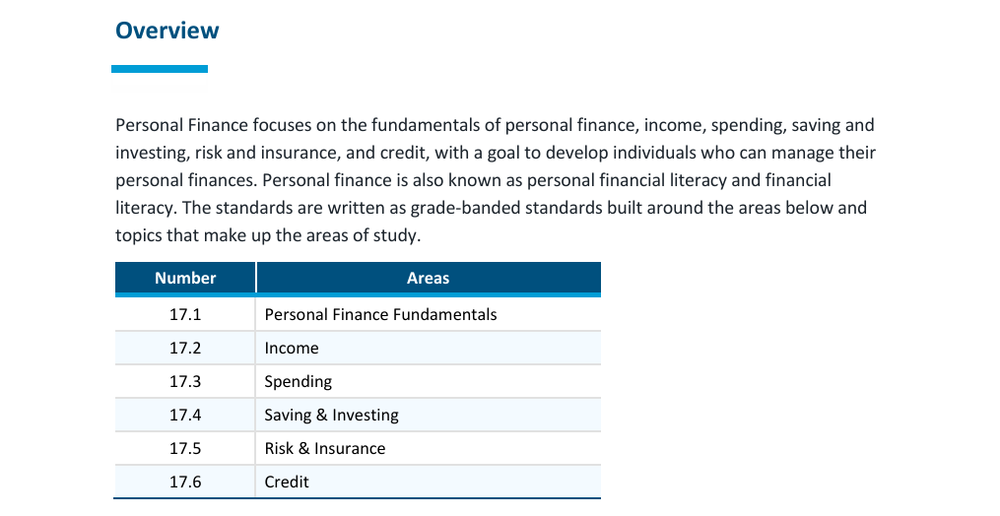 Overview
Personal Finance focuses on the fundamentals of personal finance, income, spending, saving and
investing, risk and insurance, and credit, with a goal to develop individuals who can manage their
personal finances. Personal finance is also known as personal financial literacy and financial
literacy. The standards are written as grade-banded standards built around the areas below and
topics that make up the areas of study.
Number Areas
17.1 Personal Finance Fundamentals
17.2 Income
17.3 Spending
17.4 Saving & Investing
17.5 Risk & Insurance
17.6 Credit